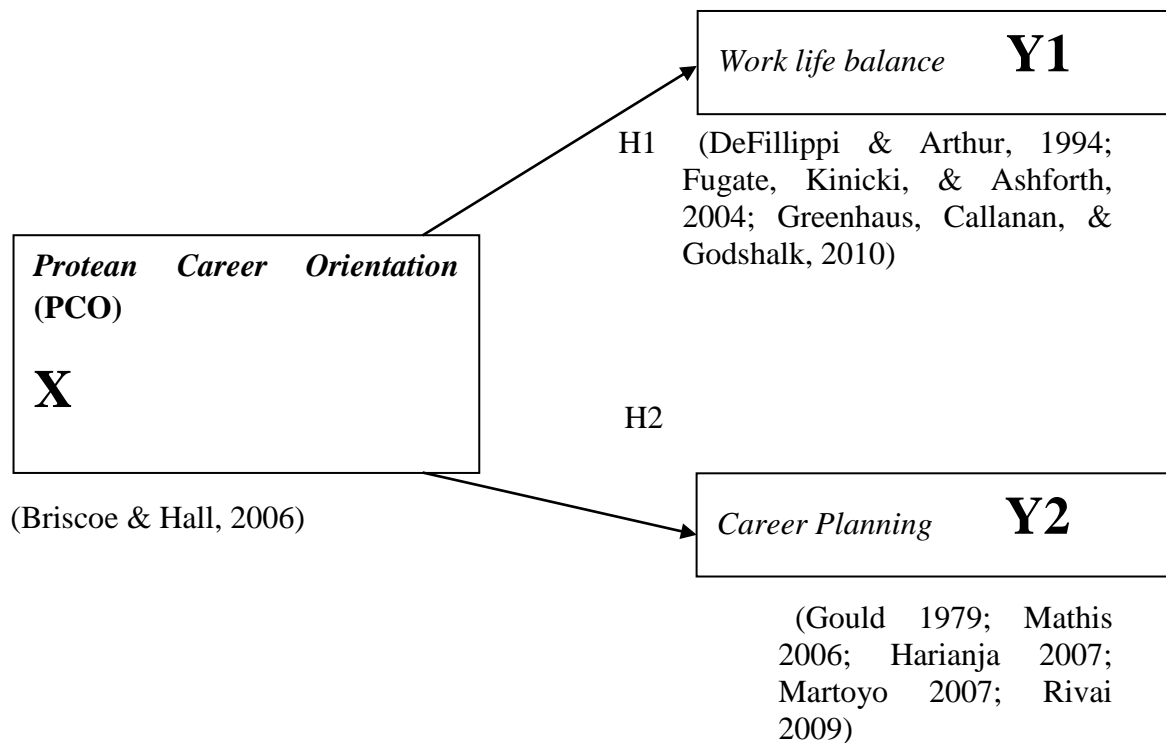 Work life balance Y1
H1 (DeFillippi & Arthur, 1994;
Fugate, Kinicki, & Ashforth,
2004; Greenhaus, Callanan, &
Godshalk, 2010)
Protean Career Orientation
(PCO)
X
(Briscoe & Hall, 2006)
H2
Career Planning Y2
(Gould 1979; Mathis
2006; Harianja 2007;
Martoyo 2007; Rivai
2009)